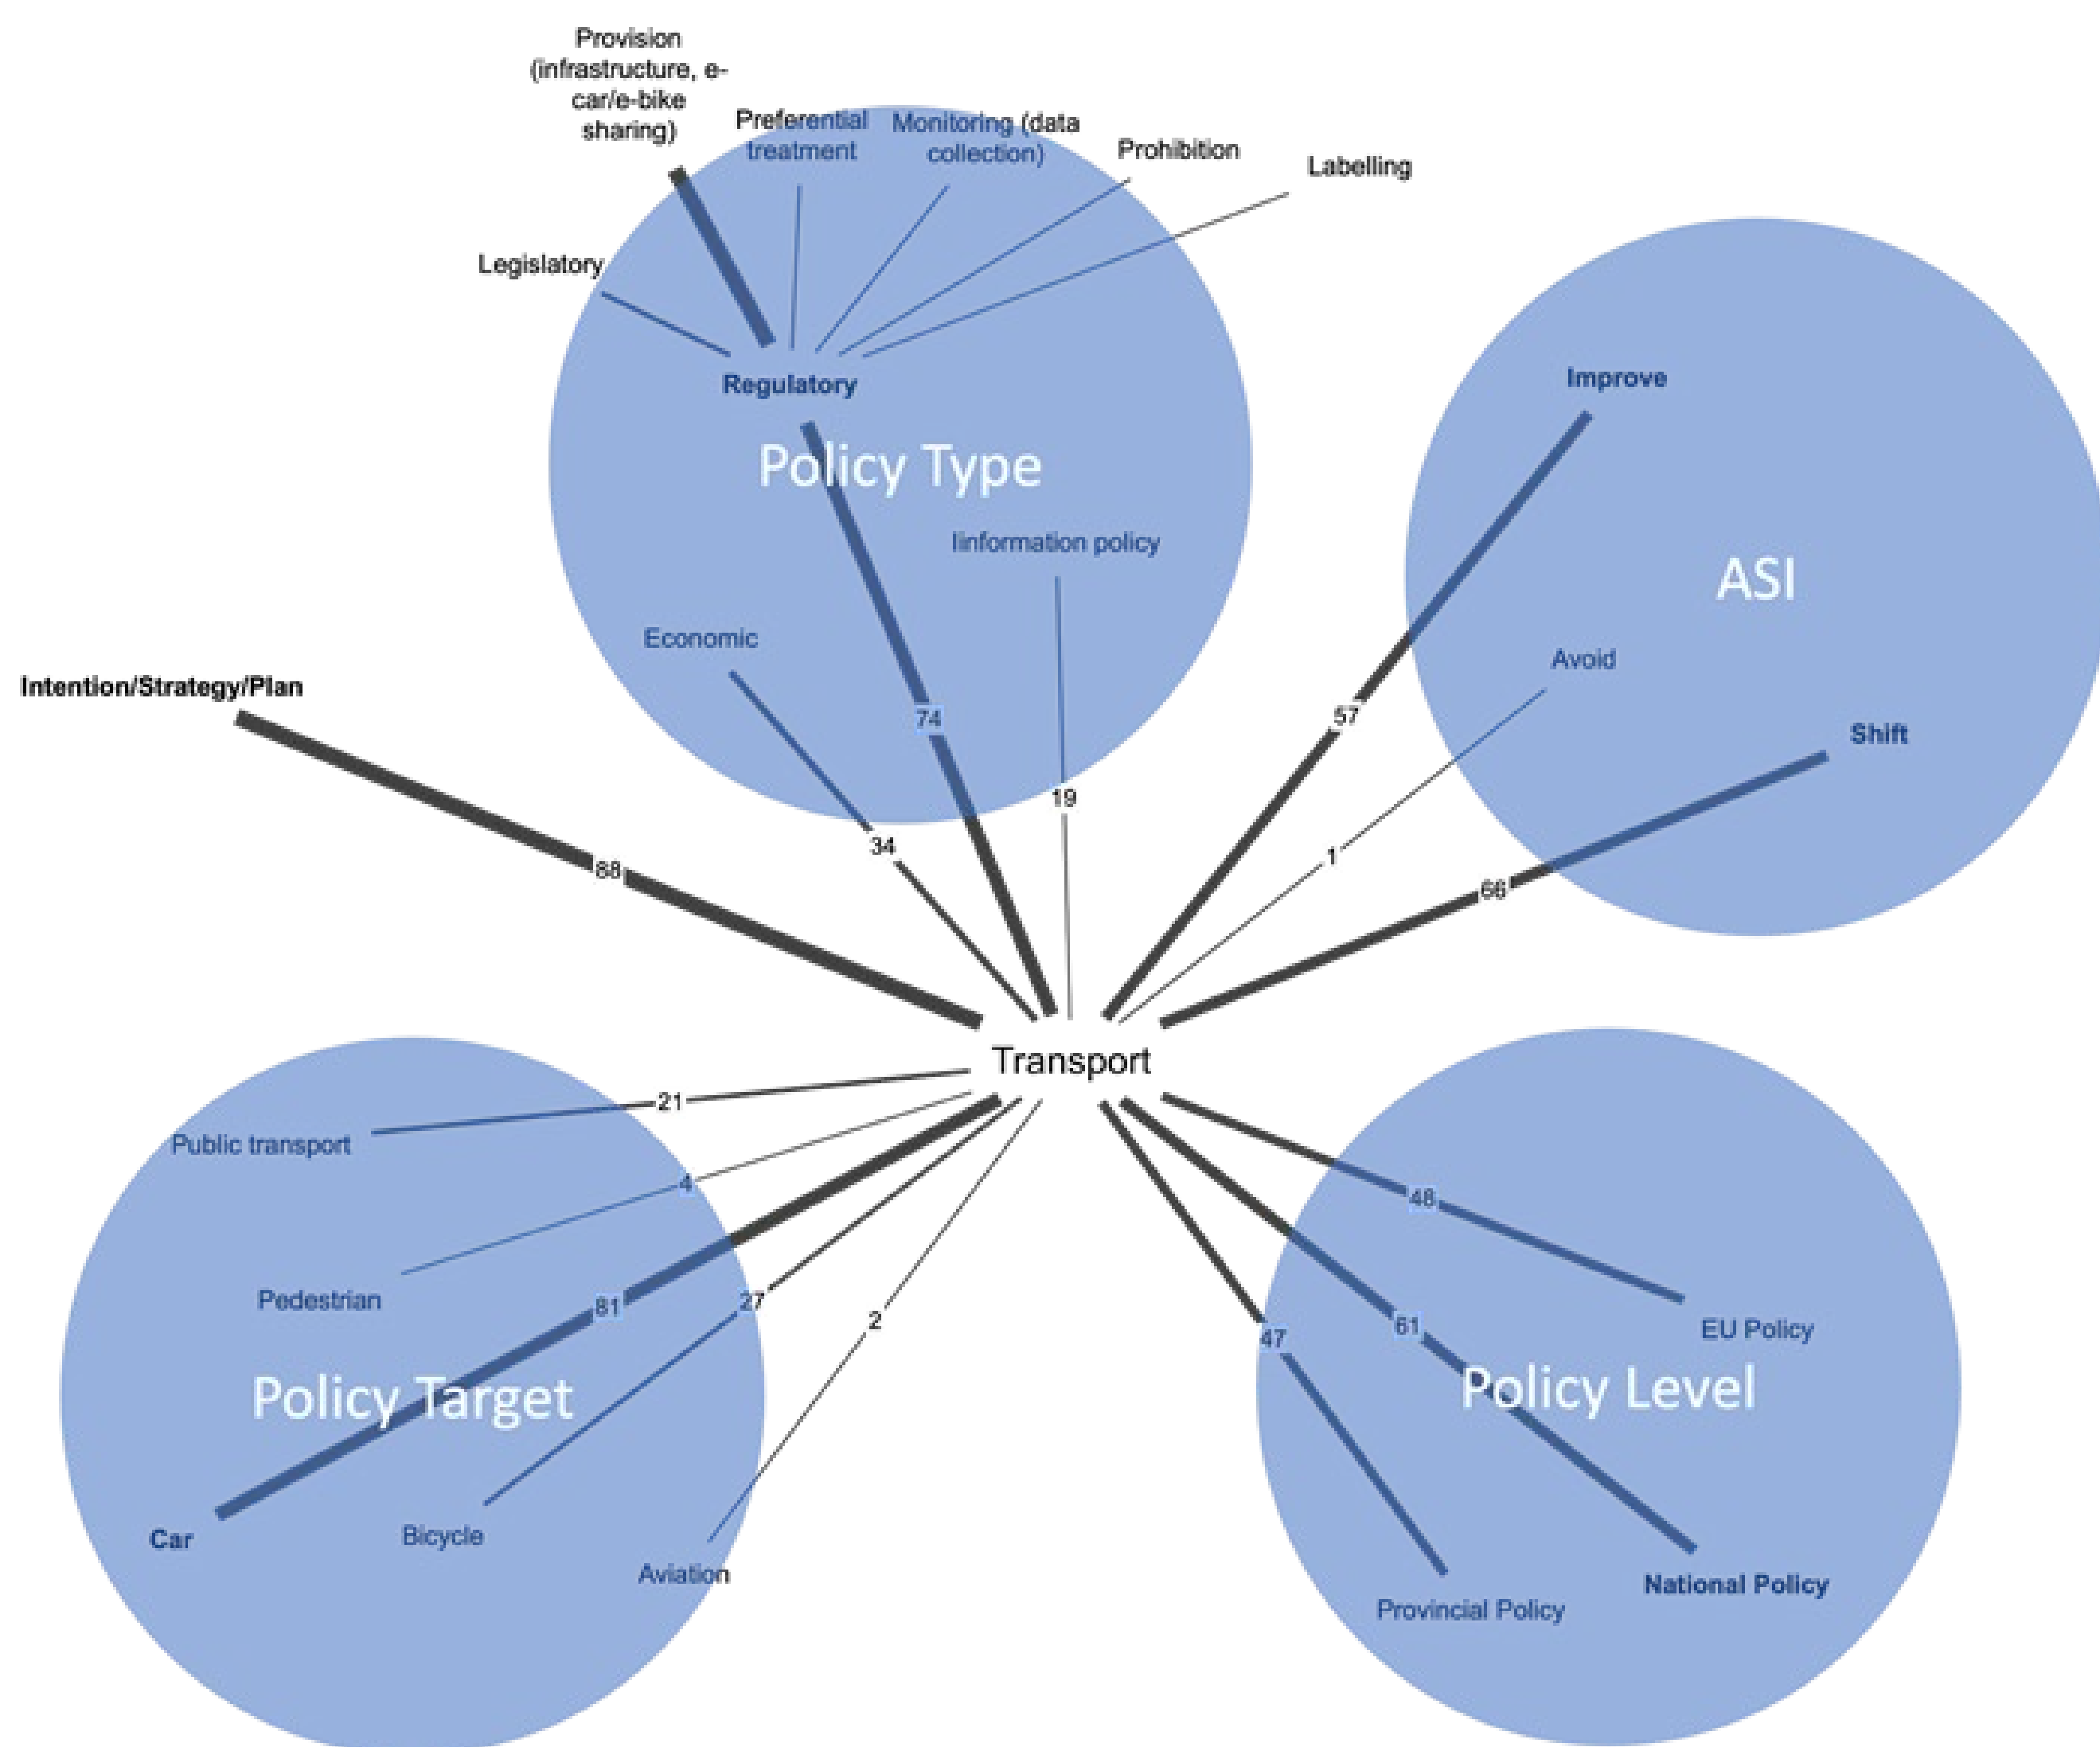 Provision
(infrastructure, e-
car/e-bike
sharing)
Preferential
treatment
Monitoring (data
collection)
Prohibition
Labelling
Legislatory
Regulatory
Policy Type
Iinformation policy
Economic
74
19
34
Improve
ASI
Avoid
Shift
57
1
66
Intention/Strategy/Plan
88
Transport
21
Public transport
4
Pedestrian
81
27
2
Policy Target
Car
Bicycle
Aviation
48
61
47
EU Policy
Policy Level
National Policy
Provincial Policy